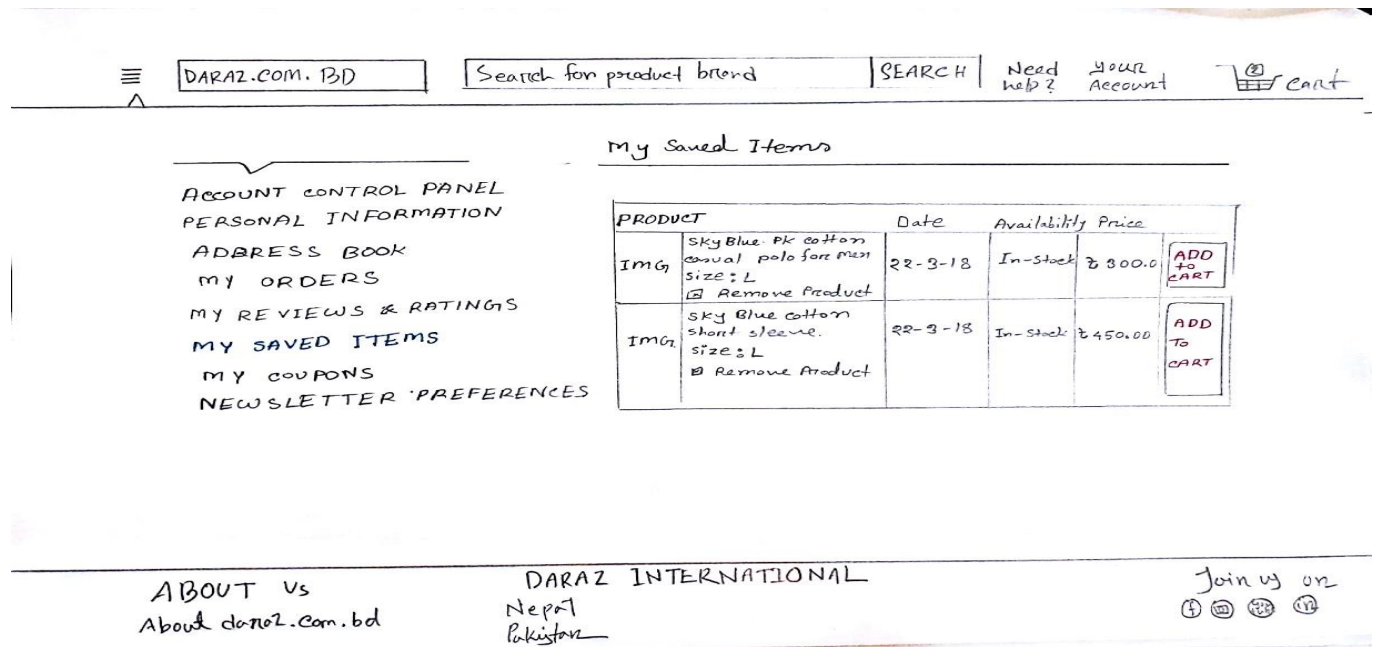 DARAZ.COM.BD Search for product brend SEARCH Need help? your Account 2 cart
My Saved Items
ACCOUNT CONTROL PANEL
PERSONAL INFORMATION
ADDRESS BOOK
MY ORDERS
MY REVIEWS & RATINGS
MY SAVED ITEMS
MY COUPONS
NEWSLETTER PREFERENCES
PRODUCT Date Availability Price
IMG
Sky Blue PK cotton
casual polo for men
size: L
Remove Product
22-3-18 In-stock ৳ 300.0
ADD
to
CART
IMG
Sky Blue cotton
short sleeve.
size: L
Remove Product
22-3-18 In-stock ৳ 450.00
ADD
To
CART
ABOUT Us
About daraz.com.bd
DARAZ INTERNATIONAL
Nepal
Pakistan
Join us on
f in